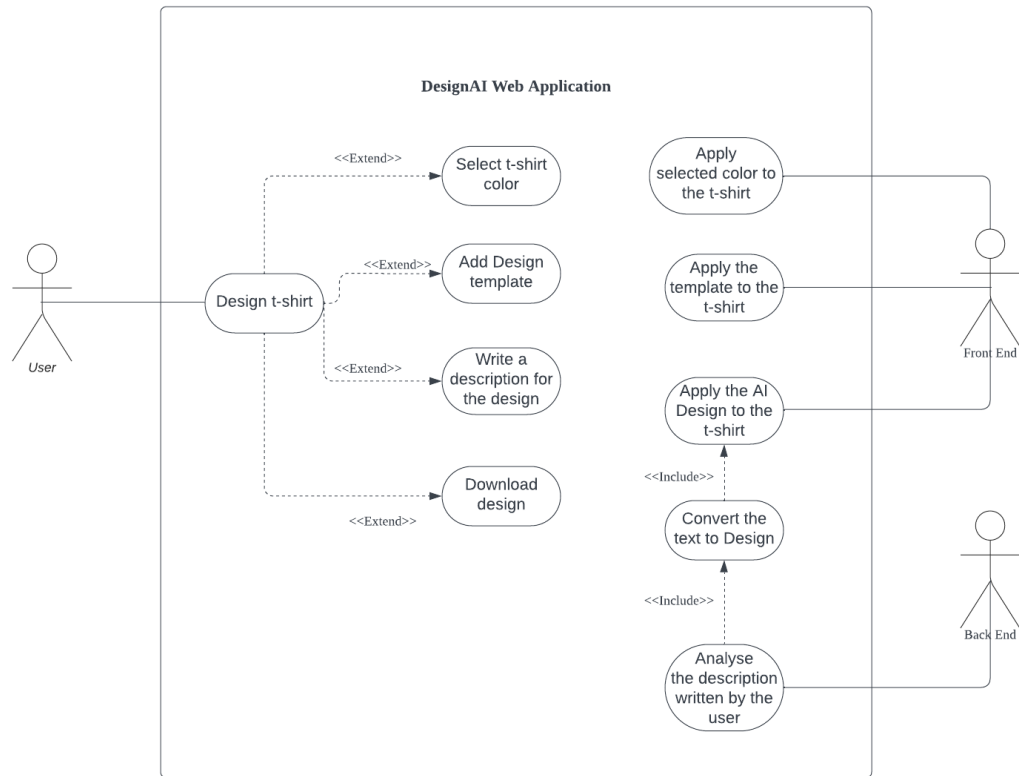 DesignAI Web Application
<<Extend>>
Select t-shirt
color
Apply
selected color to
the t-shirt
<<Extend>>
Add Design
template
Apply the
template to the
t-shirt
Design t-shirt
User
Front End
<<Extend>>
Write a
description for
the design
Apply the AI
Design to the
t-shirt
<<Include>>
Download
design
<<Extend>>
Convert the
text to Design
<<Include>>
Back End
Analyse
the description
written by the
user